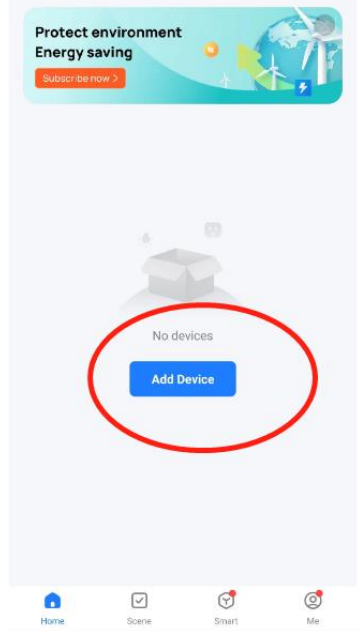 Protect environment
Energy saving
Subscribe now >
No devices
Add Device
Home Scene Smart Me